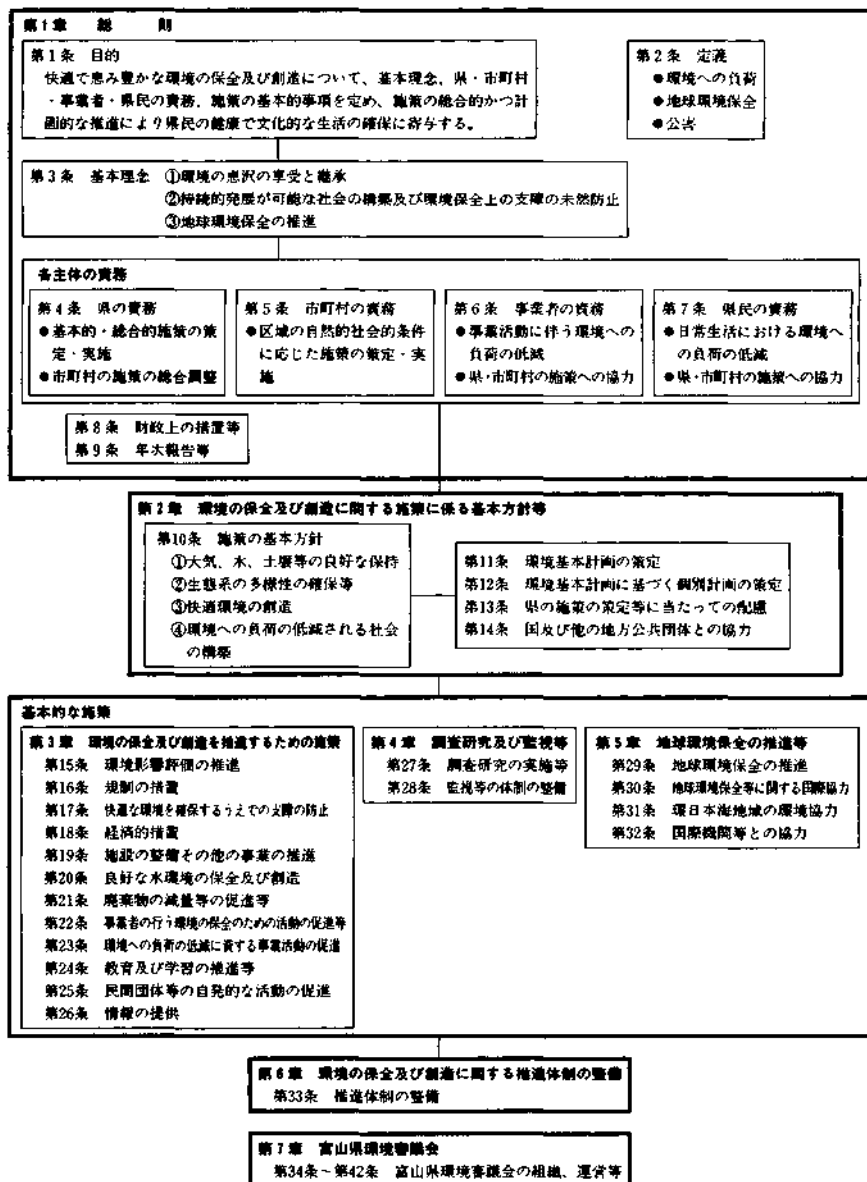 第1章 総 則
第1条 目的
快適で恵み豊かな環境の保全及び創造について、基本理念、県・市町村
・事業者・県民の責務、施策の基本的事項を定め、施策の総合的かつ計
画的な推進により県民の健康で文化的な生活の確保に寄与する。
第2条 定義
●環境への負荷
●地球環境保全
●公害
第3条 基本理念 ①環境の恵沢の享受と継承
②持続的発展が可能な社会の構築及び環境保全上の支障の未然防止
③地球環境保全の推進
各主体の責務
第4条 県の責務
●基本的・総合的施策の策
定・実施
●市町村の施策の総合調整
第5条 市町村の責務
●区域の自然的社会的条件
に応じた施策の策定・実
施
第6条 事業者の責務
●事業活動に伴う環境への
負荷の低減
●県・市町村の施策への協力
第7条 県民の責務
●日常生活における環境へ
の負荷の低減
●県・市町村の施策への協力
第8条 財政上の措置等
第9条 年次報告等
第2章 環境の保全及び創造に関する施策に係る基本方針等
第10条 施策の基本方針
①大気、水、土壌等の良好な保持
②生態系の多様性の確保等
③快適環境の創造
④環境への負荷の低減される社会
の構築
第11条 環境基本計画の策定
第12条 環境基本計画に基づく個別計画の策定
第13条 県の施策の策定等に当たっての配慮
第14条 国及び他の地方公共団体との協力
基本的な施策
第3章 環境の保全及び創造を推進するための施策
第15条 環境影響評価の推進
第16条 規制の措置
第17条 快適な環境を確保するうえでの支障の防止
第18条 経済的措置
第19条 施設の整備その他の事業の推進
第20条 良好な水環境の保全及び創造
第21条 廃棄物の減量等の促進等
第22条 事業者の行う環境の保全のための活動の促進等
第23条 環境への負荷の低減に資する事業活動の促進
第24条 教育及び学習の推進等
第25条 民間団体等の自発的な活動の促進
第26条 情報の提供
第4章 調査研究及び監視等
第27条 調査研究の実施等
第28条 監視等の体制の整備
第5章 地球環境保全の推進等
第29条 地球環境保全の推進
第30条 地球環境保全等に関する国際協力
第31条 環日本海地域の環境協力
第32条 国際機関等との協力
第6章 環境の保全及び創造に関する推進体制の整備
第33条 推進体制の整備
第7章 富山県環境審議会
第34条~第42条 富山県環境審議会の組織、運営等